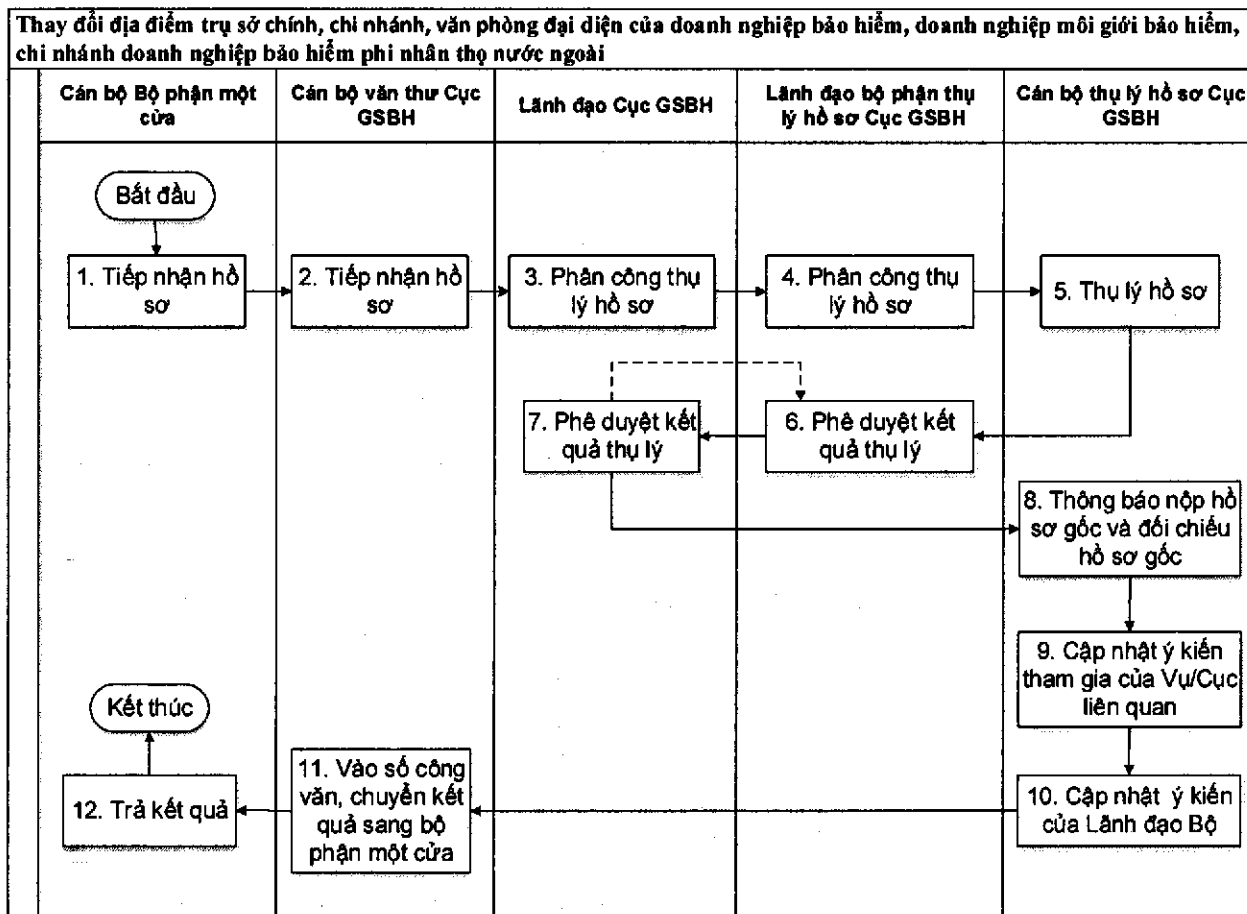 Thay đổi địa điểm trụ sở chính, chi nhánh, văn phòng đại diện của doanh nghiệp bảo hiểm, doanh nghiệp môi giới bảo hiểm,
chi nhánh doanh nghiệp bảo hiểm phi nhân thọ nước ngoài
Cán bộ Bộ phận một
cửa
Cán bộ văn thư Cục
GSBH
Lãnh đạo Cục GSBH
Lãnh đạo bộ phận thụ
lý hồ sơ Cục GSBH
Cán bộ thụ lý hồ sơ Cục
GSBH
Bắt đầu
1. Tiếp nhận hồ
sơ
2. Tiếp nhận hồ
sơ
3. Phân công thụ
lý hồ sơ
4. Phân công thụ
lý hồ sơ
5. Thụ lý hồ sơ
7. Phê duyệt kết
quả thụ lý
6. Phê duyệt kết
quả thụ lý
8. Thông báo nộp hồ
sơ gốc và đối chiếu
hồ sơ gốc
9. Cập nhật ý kiến
tham gia của Vụ/Cục
liên quan
Kết thúc
12. Trả kết quả
11. Vào số công
văn, chuyển kết
quả sang bộ
phận một cửa
10. Cập nhật ý kiến
của Lãnh đạo Bộ